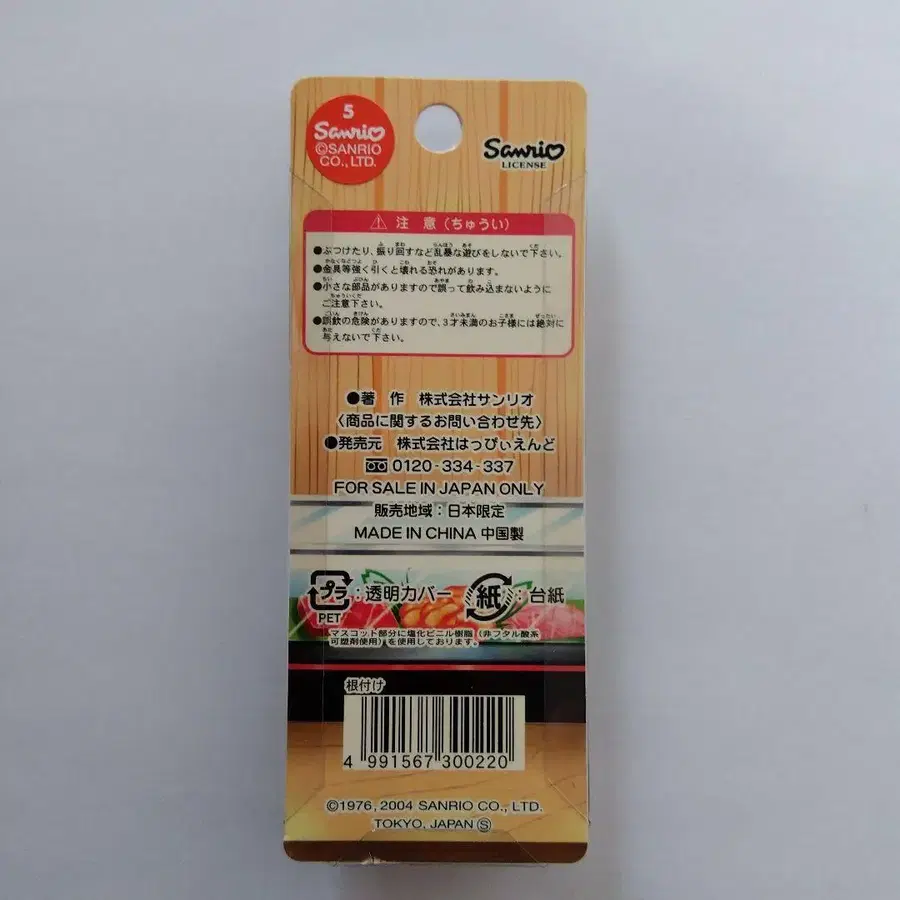 5
Sanrio
©SANRIO
CO., LTD.
Sanrio
LICENSE
⚠ 注 意 (ちゅうい)
●ぶつけたり、振り回すなど乱暴な遊びをしないで下さい。
●金具等強く引くと壊れる恐れがあります。
●小さな部品がありますので誤って飲み込まないように
ご注意下さい。
●誤飲の危険がありますので、3才未満のお子様には絶対に
与えないで下さい。
●著 作 株式会社サンリオ
〈商品に関するお問い合わせ先〉
●発売元 株式会社はっぴぃえんど
0120-334-337
FOR SALE IN JAPAN ONLY
販売地域：日本限定
MADE IN CHINA 中国製
プラ：透明カバー 紙：台紙
PET
マスコット部分に塩化ビニル樹脂（非フタル酸系
可塑剤使用）を使用しております。
根付け
4 991567 300220
©1976, 2004 SANRIO CO., LTD.
TOKYO, JAPAN Ⓢ